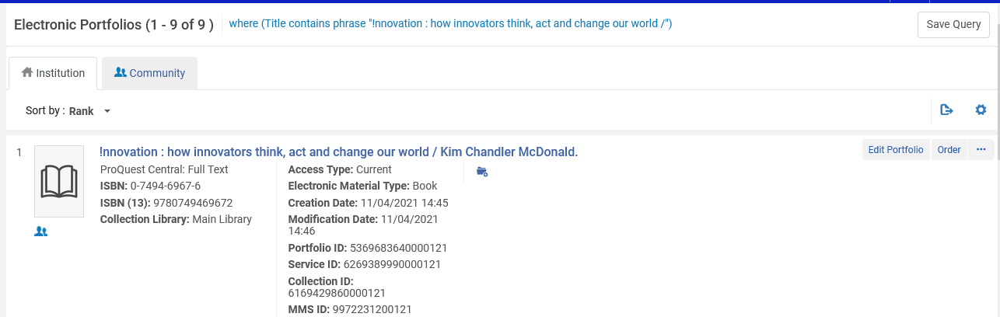 Electronic Portfolios (1 - 9 of 9 ) where (Title contains phrase "!nnovation : how innovators think, act and change our world /")
Save Query
Institution
Community
Sort by : Rank
1
!nnovation : how innovators think, act and change our world / Kim Chandler McDonald.
Edit Portfolio
Order
ProQuest Central: Full Text
ISBN: 0-7494-6967-6
ISBN (13): 9780749469672
Collection Library: Main Library
Access Type: Current
Electronic Material Type: Book
Creation Date: 11/04/2021 14:45
Modification Date: 11/04/2021
14:46
Portfolio ID: 5369683640000121
Service ID: 6269389990000121
Collection ID:
6169429860000121
MMS ID: 9972231200121